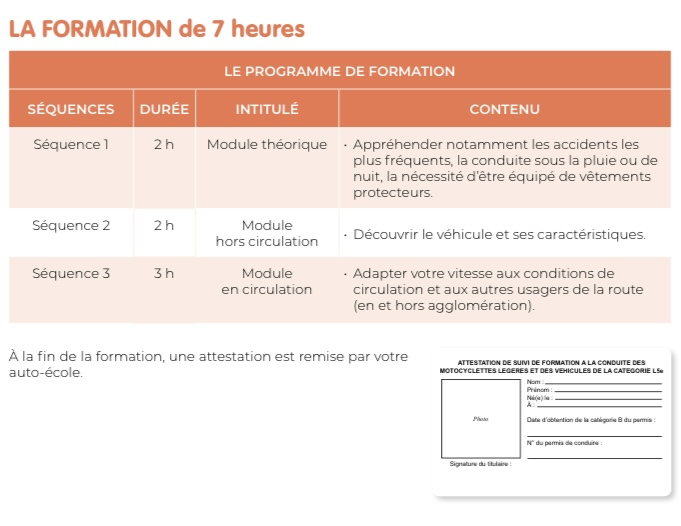 LA FORMATION de 7 heures
LE PROGRAMME DE FORMATION
SÉQUENCES DURÉE INTITULÉ CONTENU
Séquence 1 2 h Module théorique · Appréhender notamment les accidents les
plus fréquents, la conduite sous la pluie ou de
nuit, la nécessité d'être équipé de vêtements
protecteurs.
Séquence 2 2 h Module
hors circulation
· Découvrir le véhicule et ses caractéristiques.
Séquence 3 3 h Module
en circulation
· Adapter votre vitesse aux conditions de
circulation et aux autres usagers de la route
(en et hors agglomération).
À la fin de la formation, une attestation est remise par votre
auto-école.
ATTESTATION DE SUIVI DE FORMATION A LA CONDUITE DES
MOTOCYCLETTES LEGERES ET DES VEHICULES DE LA CATEGORIE L5e
Photo
Nom :
Prénom :
Né(e) le :
A :
Date d'obtention de la catégorie B du permis :
N° du permis de conduire :
Signature du titulaire :